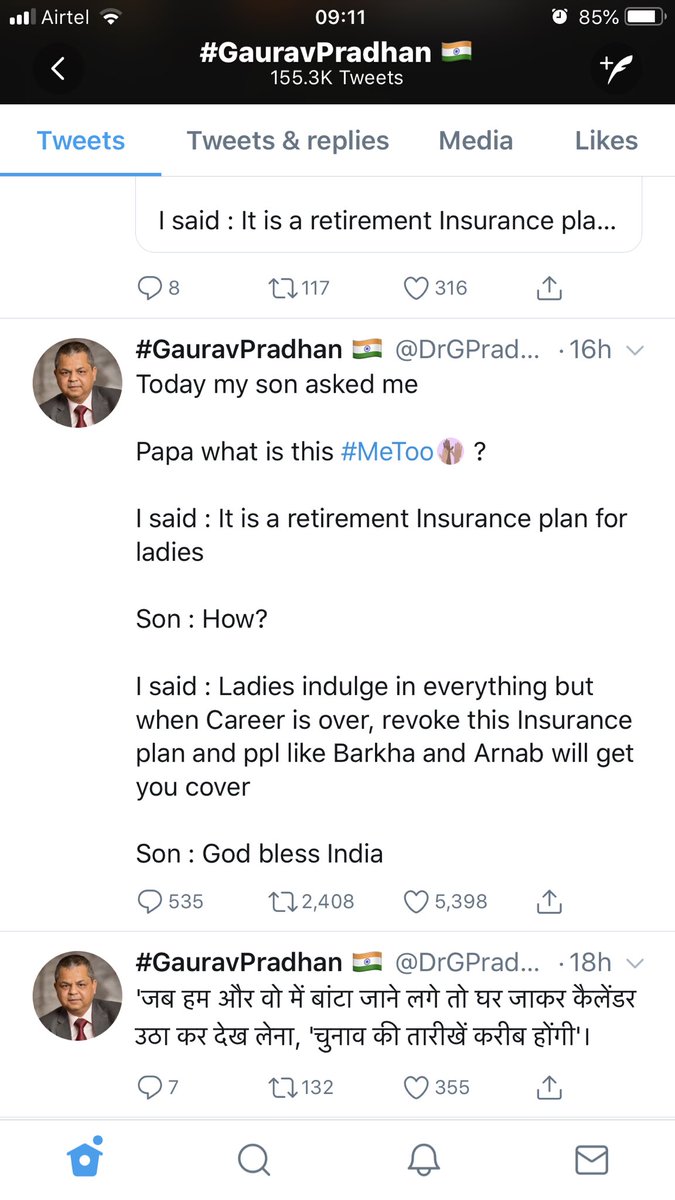 Airtel 09:11 85%
#GauravPradhan 🇮🇳
155.3K Tweets
Tweets Tweets & replies Media Likes
I said : It is a retirement Insurance pla...
8 117 316
#GauravPradhan 🇮🇳 @DrGPrad... · 16h
Today my son asked me
Papa what is this #MeToo ?
I said : It is a retirement Insurance plan for
ladies
Son : How?
I said : Ladies indulge in everything but
when Career is over, revoke this Insurance
plan and ppl like Barkha and Arnab will get
you cover
Son : God bless India
535 2,408 5,398
#GauravPradhan 🇮🇳 @DrGPrad... · 18h
'जब हम और वो में बांटा जाने लगे तो घर जाकर कैलेंडर
उठा कर देख लेना, 'चुनाव की तारीखें करीब होंगी'।
7 132 355